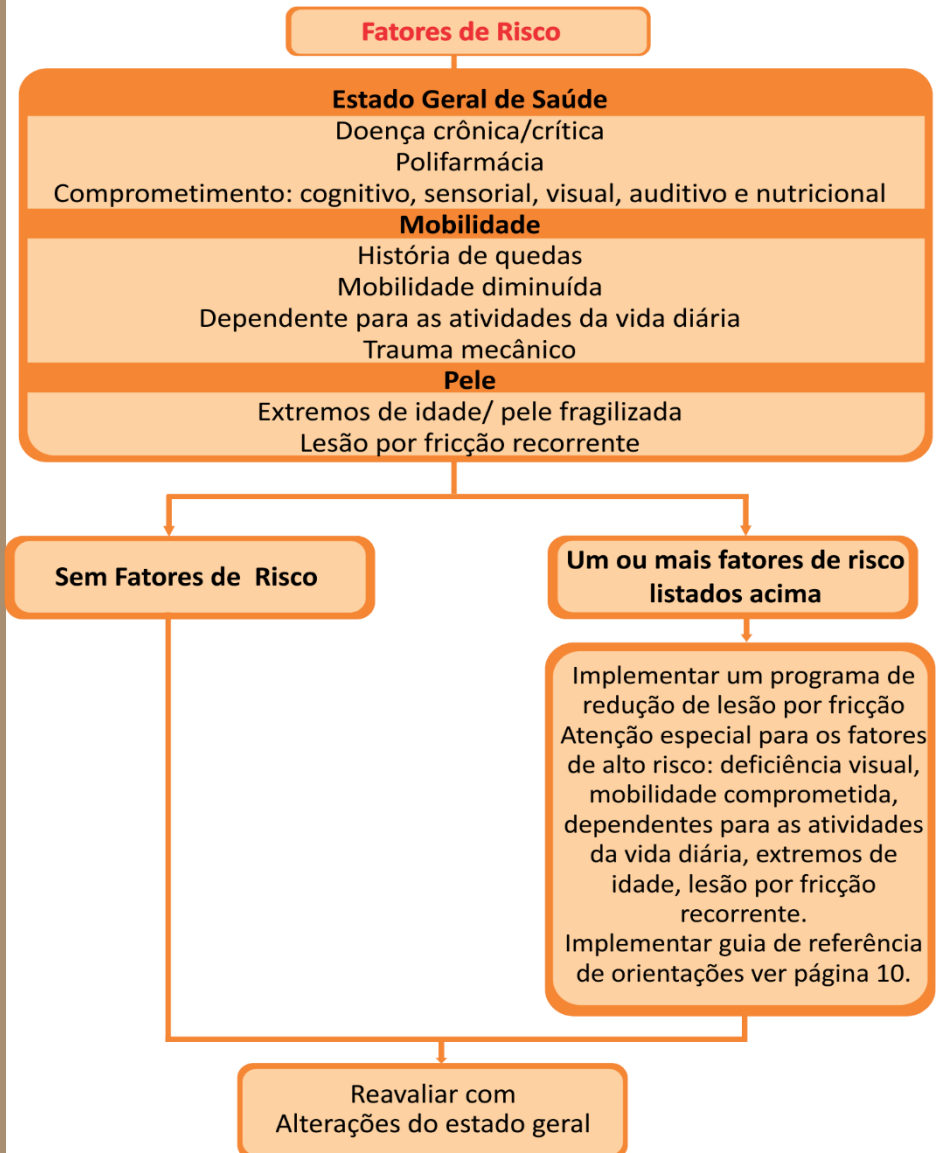 Fatores de Risco
Estado Geral de Saúde
Doença crônica/crítica
Polifarmácia
Comprometimento: cognitivo, sensorial, visual, auditivo e nutricional
Mobilidade
História de quedas
Mobilidade diminuída
Dependente para as atividades da vida diária
Trauma mecânico
Pele
Extremos de idade/ pele fragilizada
Lesão por fricção recorrente
Sem Fatores de Risco
Um ou mais fatores de risco
listados acima
Implementar um programa de
redução de lesão por fricção
Atenção especial para os fatores
de alto risco: deficiência visual,
mobilidade comprometida,
dependentes para as atividades
da vida diária, extremos de
idade, lesão por fricção
recorrente.
Implementar guia de referência
de orientações ver página 10.
Reavaliar com
Alterações do estado geral